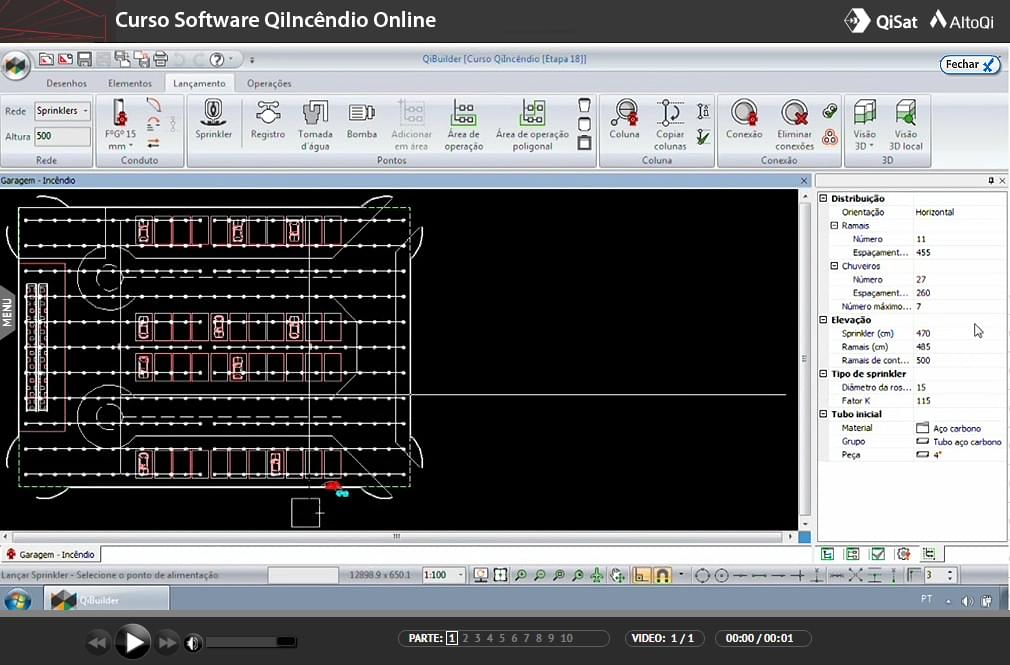 Curso Software QiIncêndio Online
QiSat
AltoQi
QiBuilder [Curso QiIncêndio [Etapa 18]]
Fechar
Desenhos
Elementos
Lançamento
Operações
Rede
Sprinklers
Altura
500
Rede
FºGº 15
mm
Conduto
Sprinkler
Registro
Tomada
d'água
Bomba
Adicionar
em área
Área de
operação
Área de operação
poligonal
Pontos
Coluna
Copiar
colunas
Coluna
Conexão
Eliminar
conexões
Conexão
Visão
3D
Visão
3D local
3D
Garagem - Incêndio
MENU
Distribuição
Orientação Horizontal
Ramais
Número 11
Espaçament... 455
Chuveiros
Número 27
Espaçament... 260
Número máximo... 7
Elevação
Sprinkler (cm) 470
Ramais (cm) 485
Ramais de cont... 500
Tipo de sprinkler
Diâmetro da ros... 15
Fator K 115
Tubo inicial
Material Aço carbono
Grupo Tubo aço carbono
Peça 4"
Garagem - Incêndio
Lançar Sprinkler - Selecione o ponto de alimentação
12898.9 x 650.1
1:100
3
QiBuilder
PT
PARTE: 1 2 3 4 5 6 7 8 9 10
VIDEO: 1 / 1
00:00 / 00:01